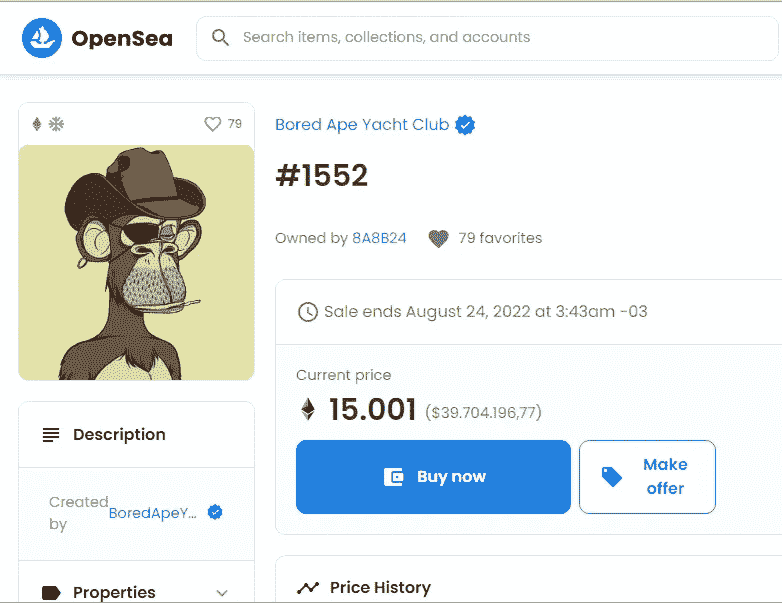 OpenSea
Search items, collections, and accounts
79
Bored Ape Yacht Club
#1552
Owned by 8A8B24
79 favorites
Sale ends August 24, 2022 at 3:43am -03
Current price
15.001 ($39.704.196,77)
Buy now
Make
offer
Description
Created
by
BoredApeY...
Properties
Price History